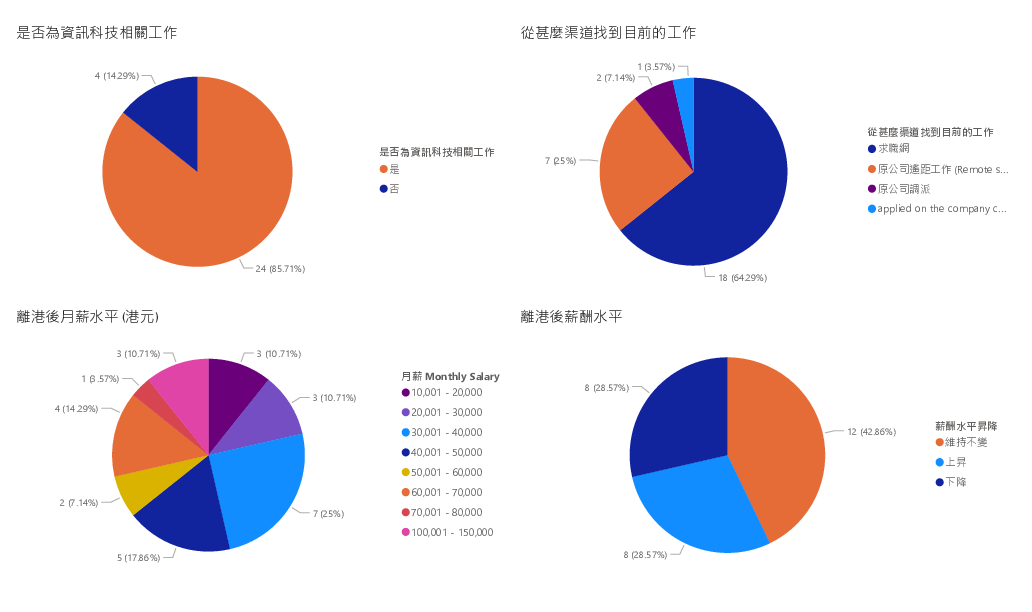 是否為資訊科技相關工作
4 (14.29%)
24 (85.71%)
是否為資訊科技相關工作
是
否
從甚麼渠道找到目前的工作
1 (3.57%)
2 (7.14%)
7 (25%)
18 (64.29%)
從甚麼渠道找到目前的工作
求職網
原公司遙距工作 (Remote s...
原公司調派
applied on the company c...
離港後月薪水平 (港元)
3 (10.71%)
3 (10.71%)
1 (3.57%)
3 (10.71%)
4 (14.29%)
2 (7.14%)
7 (25%)
5 (17.86%)
月薪 Monthly Salary
10,001 - 20,000
20,001 - 30,000
30,001 - 40,000
40,001 - 50,000
50,001 - 60,000
60,001 - 70,000
70,001 - 80,000
100,001 - 150,000
離港後薪酬水平
8 (28.57%)
12 (42.86%)
8 (28.57%)
薪酬水平昇降
維持不變
上昇
下降